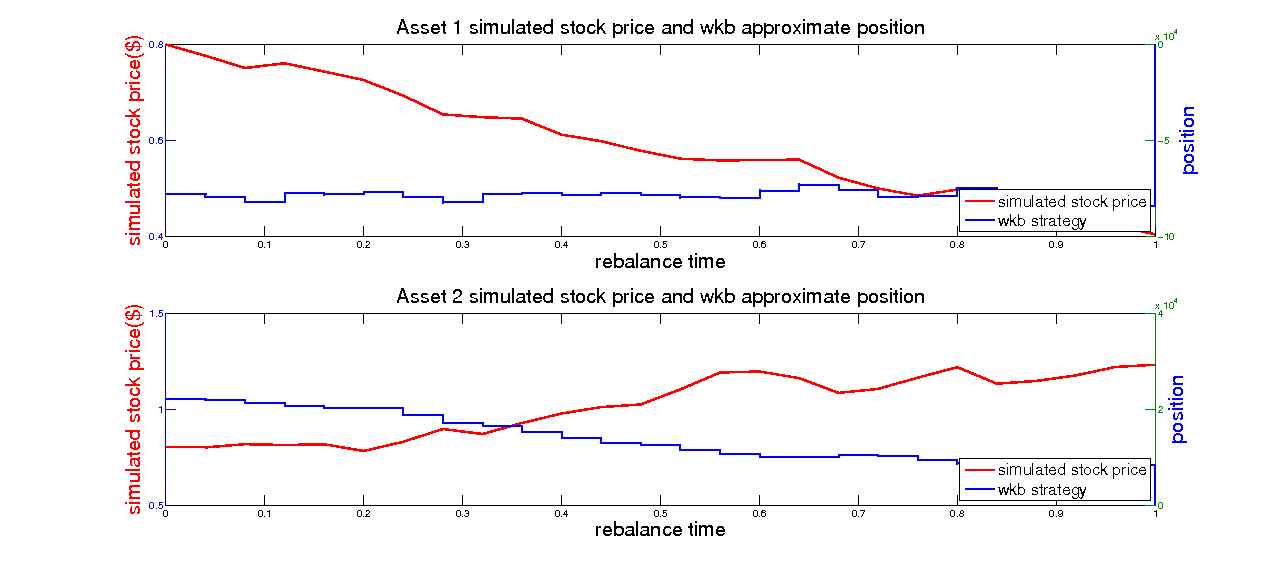 Asset 1 simulated stock price and wkb approximate position
x 10^4
simulated stock price($)
0.8
0.6
0.4
0
-5
-10
position
simulated stock price
wkb strategy
0 0.1 0.2 0.3 0.4 0.5 0.6 0.7 0.8 0.9 1
rebalance time
Asset 2 simulated stock price and wkb approximate position
x 10^4
simulated stock price($)
1.5
1
0.5
4
2
0
position
simulated stock price
wkb strategy
0 0.1 0.2 0.3 0.4 0.5 0.6 0.7 0.8 0.9 1
rebalance time